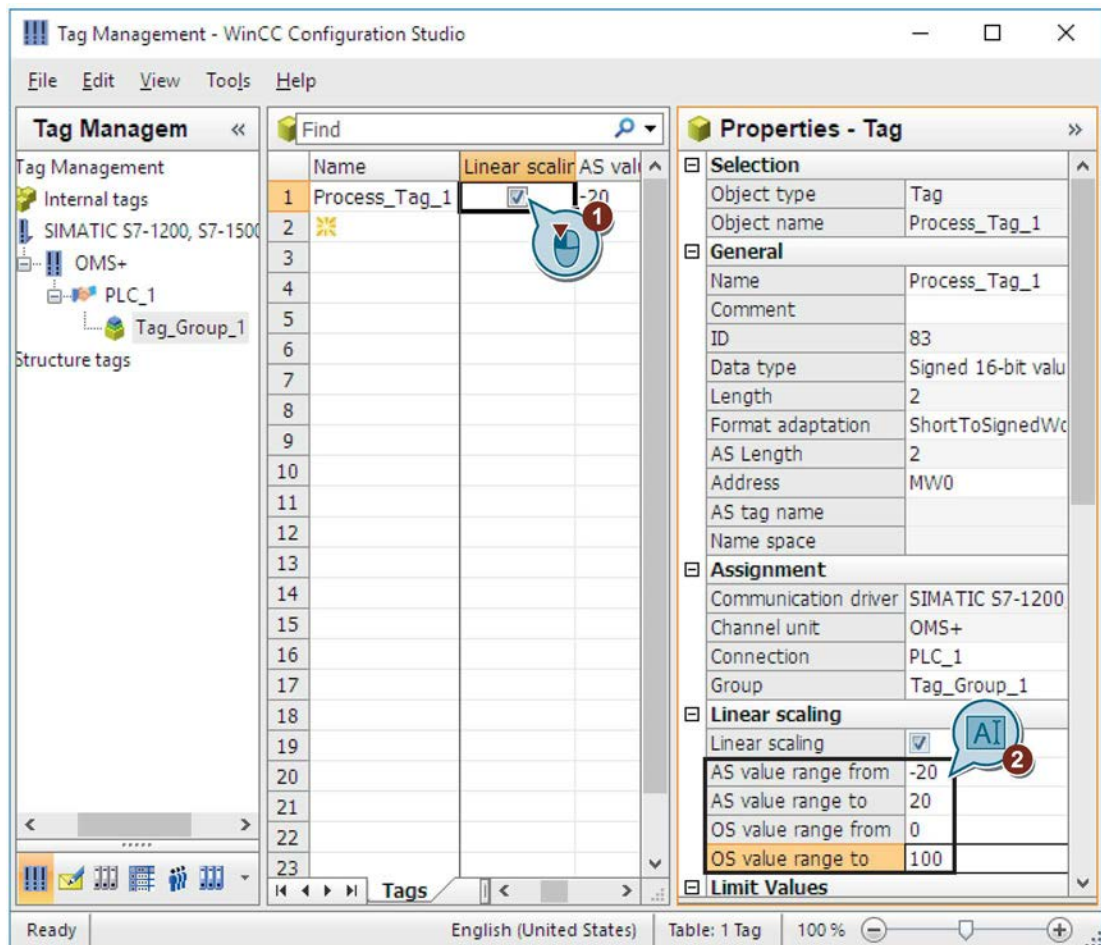 Tag Management - WinCC Configuration Studio
File Edit View Tools Help
Tag Managem «
Tag Management
Internal tags
SIMATIC S7-1200, S7-1500
OMS+
PLC_1
Tag_Group_1
Structure tags
Find
Name Linear scalin AS valu
1 Process_Tag_1 -20
1
2
3
4
5
6
7
8
9
10
11
12
13
14
15
16
17
18
19
20
21
22
23
Tags
Properties - Tag »
Selection
Object type Tag
Object name Process_Tag_1
General
Name Process_Tag_1
Comment
ID 83
Data type Signed 16-bit valu
Length 2
Format adaptation ShortToSignedWo
AS Length 2
Address MW0
AS tag name
Name space
Assignment
Communication driver SIMATIC S7-1200,
Channel unit OMS+
Connection PLC_1
Group Tag_Group_1
Linear scaling
Linear scaling
AI
2
AS value range from -20
AS value range to 20
OS value range from 0
OS value range to 100
Limit Values
Ready English (United States) Table: 1 Tag 100 %